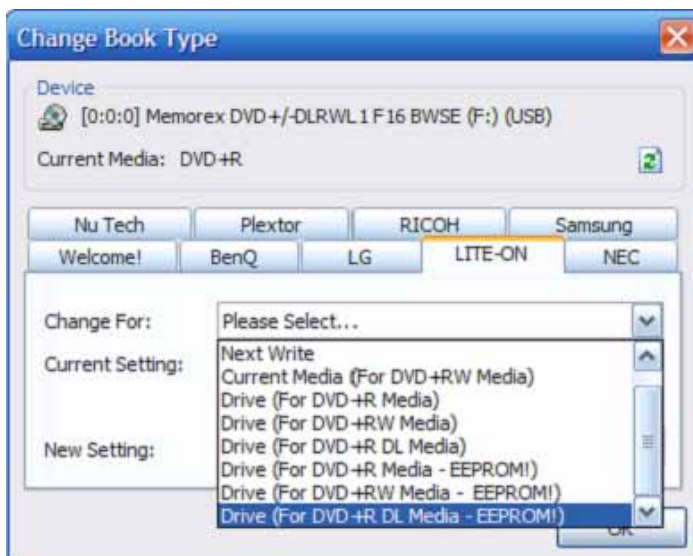 Change Book Type
Device
[0:0:0] Memorex DVD+/-DLRWL1F16 BWSE (F:) (USB)
Current Media: DVD+R
Nu Tech Plextor RICOH Samsung
Welcome! BenQ LG LITE-ON NEC
Change For: Please Select...
Current Setting:
Next Write
Current Media (For DVD+RW Media)
Drive (For DVD+R Media)
Drive (For DVD+RW Media)
Drive (For DVD+R DL Media)
New Setting:
Drive (For DVD+R Media - EEPROM!)
Drive (For DVD+RW Media - EEPROM!)
Drive (For DVD+R DL Media - EEPROM!)
OK